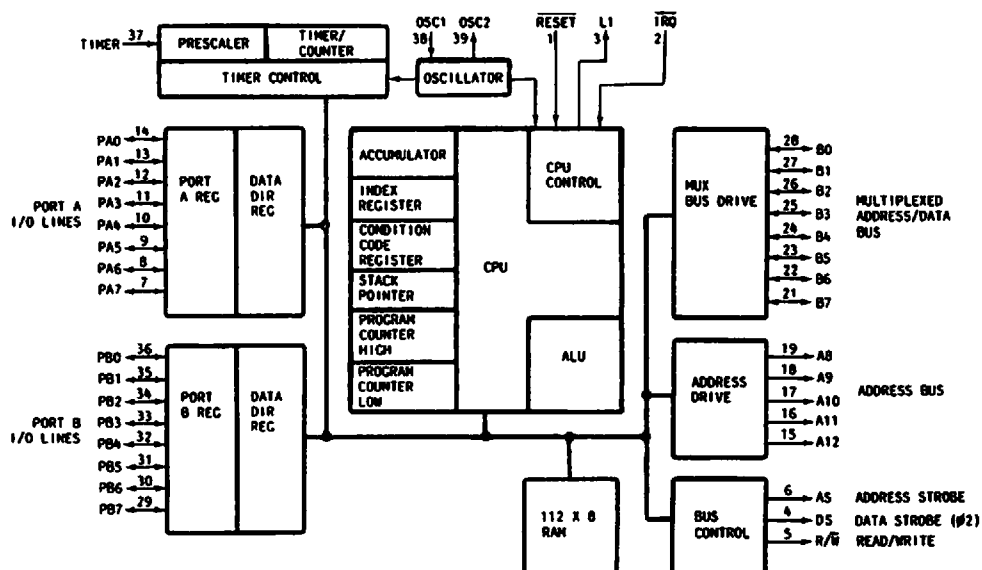 OSC1 OSC2 RESET L1 IRQ
38 39 1 3 2
TIMER 37
PRESCALER
TIMER/
COUNTER
TIMER CONTROL
OSCILLATOR
PORT A
I/O LINES
PA0 14
PA1 13
PA2 12
PA3 11
PA4 10
PA5 9
PA6 8
PA7 7
PORT
A REG
DATA
DIR
REG
PORT B
I/O LINES
PB0 36
PB1 35
PB2 34
PB3 33
PB4 32
PB5 31
PB6 30
PB7 29
PORT
B REG
DATA
DIR
REG
ACCUMULATOR
INDEX
REGISTER
CONDITION
CODE
REGISTER
STACK
POINTER
PROGRAM
COUNTER
HIGH
PROGRAM
COUNTER
LOW
CPU
CPU
CONTROL
ALU
112 X 8
RAM
MUX
BUS DRIVE
28 B0
27 B1
26 B2
25 B3
24 B4
23 B5
22 B6
21 B7
MULTIPLEXED
ADDRESS/DATA
BUS
ADDRESS
DRIVE
19 A8
18 A9
17 A10
16 A11
15 A12
ADDRESS BUS
BUS
CONTROL
6 AS ADDRESS STROBE
4 DS DATA STROBE (ø2)
5 R/W̅ READ/WRITE